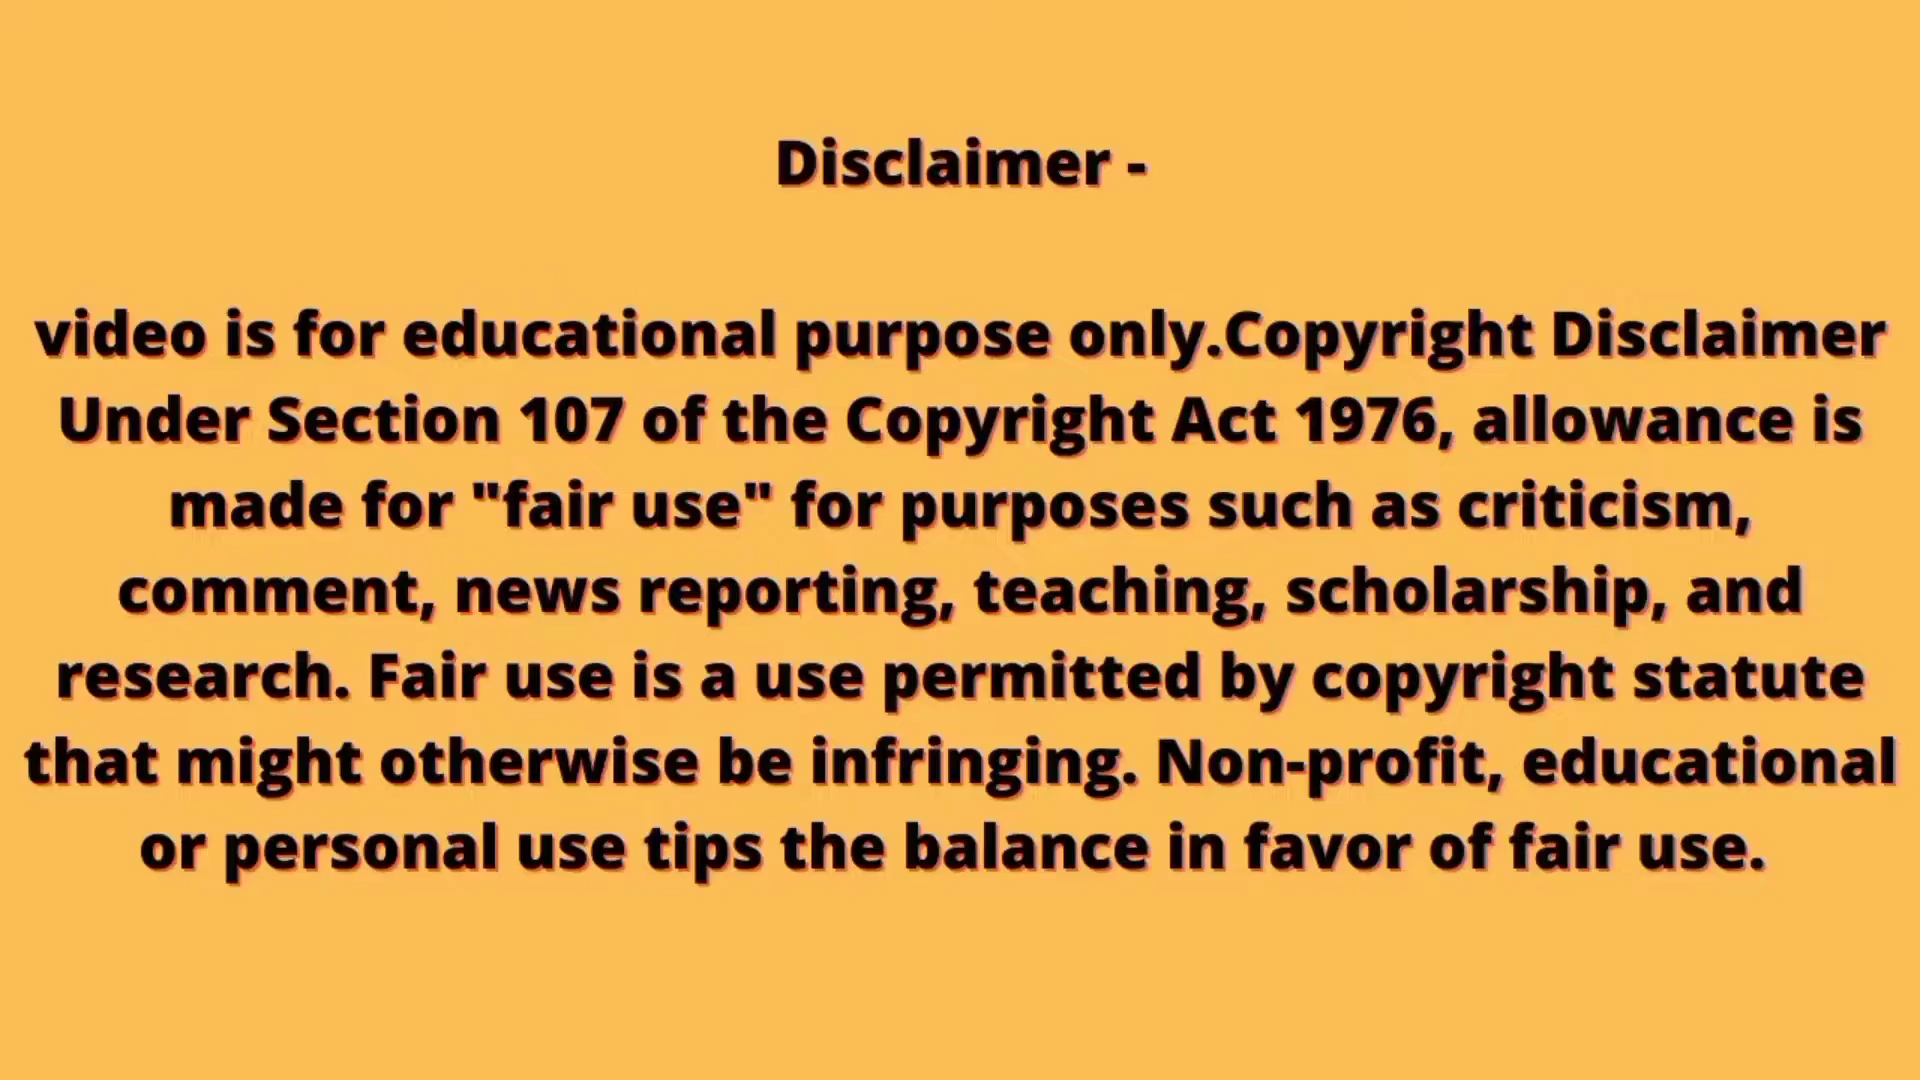 Disclaimer -
video is for educational purpose only.Copyright Disclaimer
Under Section 107 of the Copyright Act 1976, allowance is
made for "fair use" for purposes such as criticism,
comment, news reporting, teaching, scholarship, and
research. Fair use is a use permitted by copyright statute
that might otherwise be infringing. Non-profit, educational
or personal use tips the balance in favor of fair use.